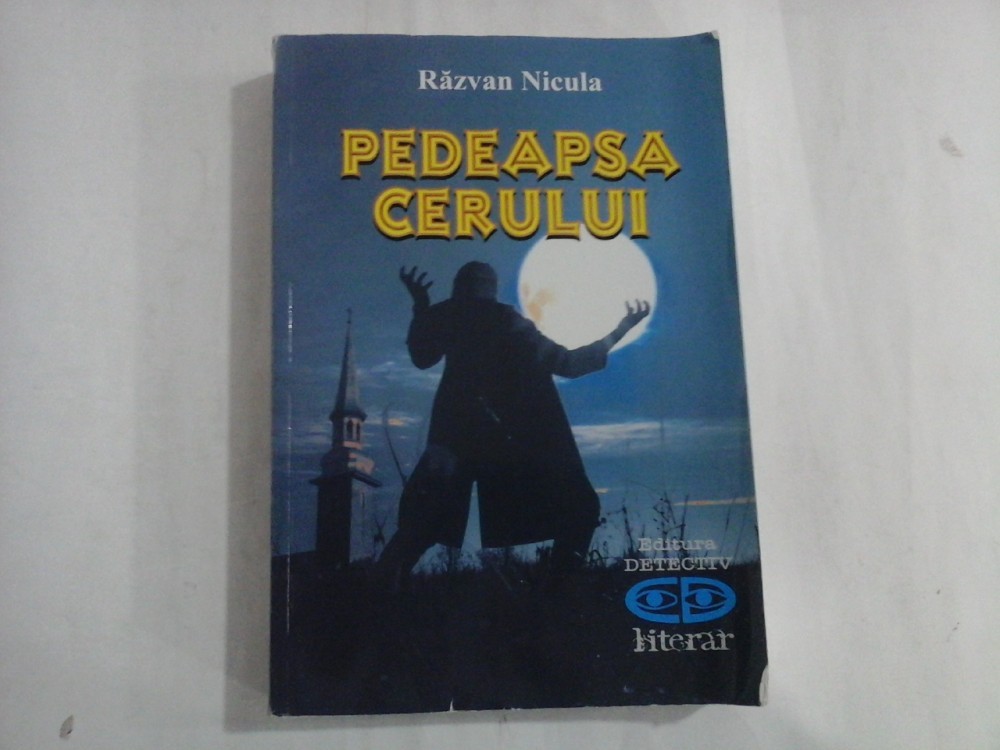 Răzvan Nicula
PEDEAPSA
CERULUI
Editura
DETECTIV
literar